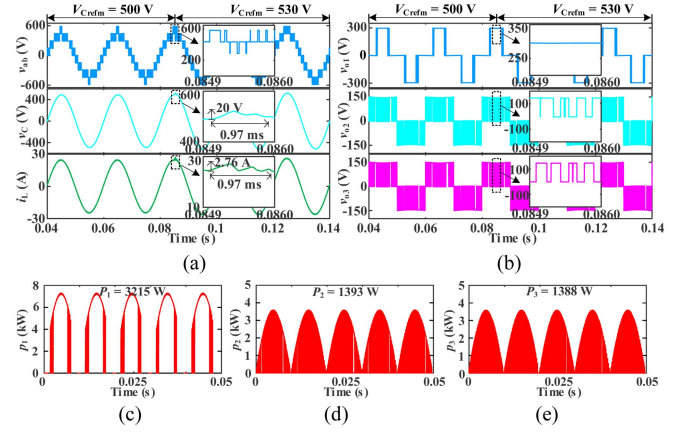 V_Crefm = 500 V V_Crefm = 530 V
(a)
v_ab (V)
600
0
-600
600
200
0.0849 0.0860
v_C (V)
400
0
-400
600
20 V
0.97 ms
0.0849 0.0860
i_L (A)
30
0
-30
30
10
2.76 A
0.97 ms
0.0849 0.0860
0.04 0.06 0.08 0.1 0.12 0.14
Time (s)
(a)
V_Crefm = 500 V V_Crefm = 530 V
(b)
v_o1 (V)
300
0
-300
350
250
0.0849 0.0860
v_o2 (V)
150
0
-150
100
-100
0.0849 0.0860
v_o3 (V)
150
0
-150
100
-100
0.0849 0.0860
0.04 0.06 0.08 0.1 0.12 0.14
Time (s)
(b)
P_1 = 3215 W
p_1 (kW)
8
6
4
2
0
0 0.025 0.05
Time (s)
(c)
P_2 = 1393 W
p_2 (kW)
5
4
3
2
1
0
0 0.025 0.05
Time (s)
(d)
P_3 = 1388 W
p_3 (kW)
5
4
3
2
1
0
0 0.025 0.05
Time (s)
(e)